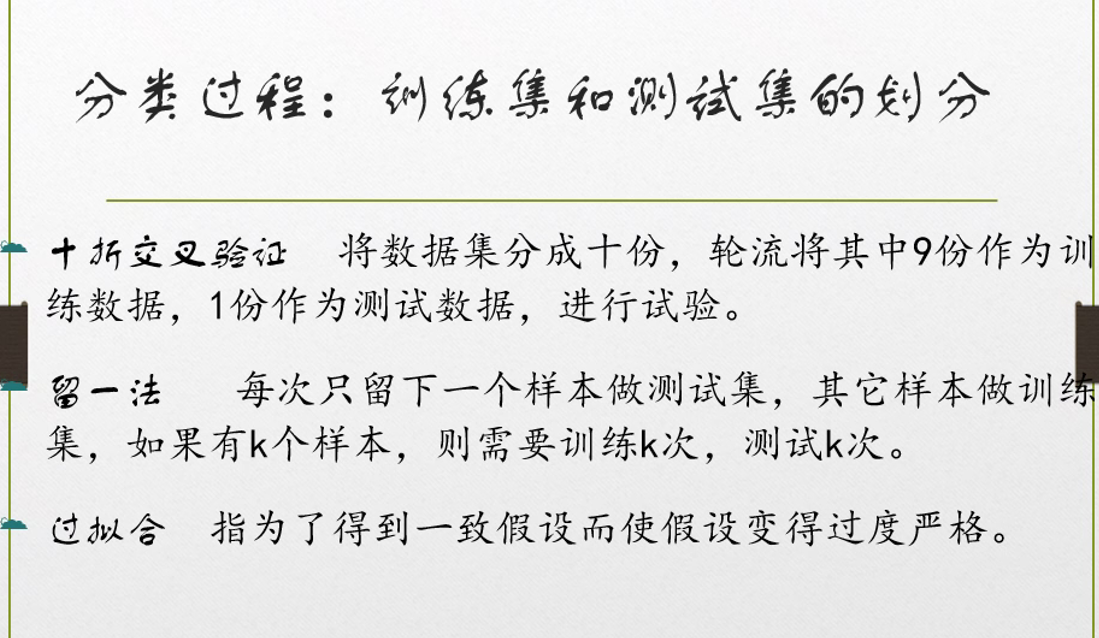 分类过程：训练集和测试集的划分
十折交叉验证 将数据集分成十份，轮流将其中9份作为训
练数据，1份作为测试数据，进行试验。
留一法 每次只留下一个样本做测试集，其它样本做训练
集，如果有k个样本，则需要训练k次，测试k次。
过拟合 指为了得到一致假设而使假设变得过度严格。